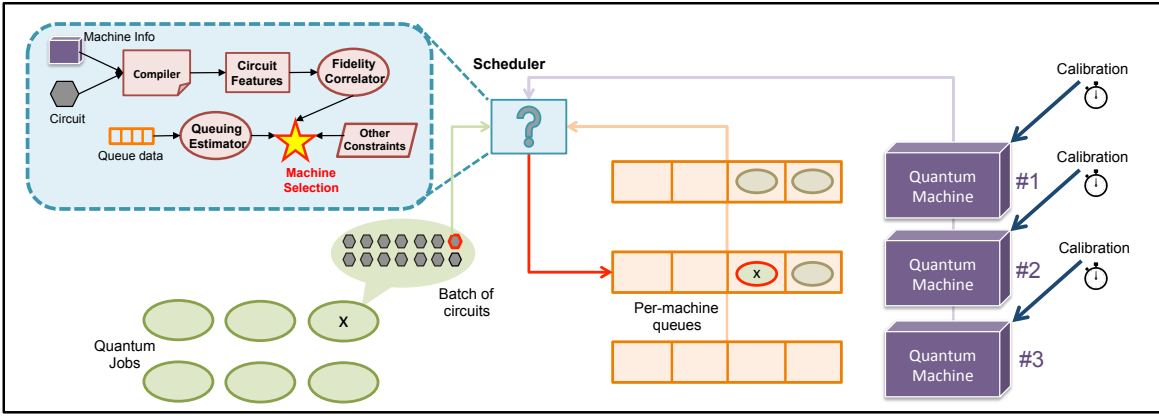 Machine Info
Compiler
Circuit
Features
Fidelity
Correlator
Circuit
Queue data
Queuing
Estimator
Machine
Selection
Other
Constraints
Scheduler
?
Batch of
circuits
Quantum
Jobs
X
Per-machine
queues
X
Calibration
Quantum
Machine
#1
Calibration
Quantum
Machine
#2
Calibration
Quantum
Machine
#3